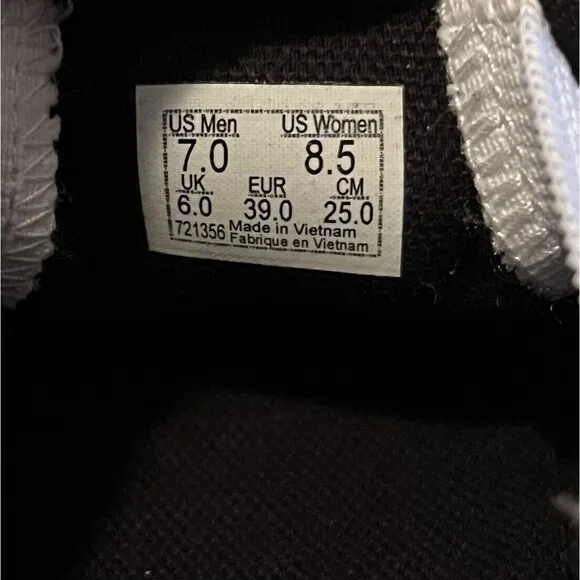 US Men US Women
7.0 8.5
UK EUR CM
6.0 39.0 25.0
721356 Made in Vietnam
Fabrique en Vietnam